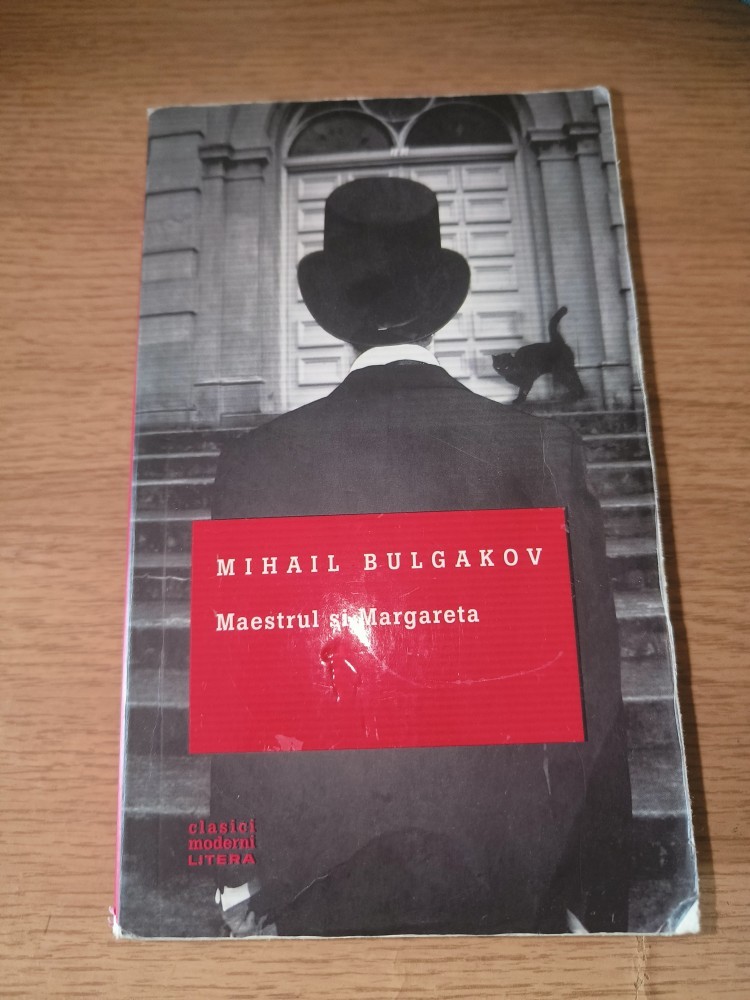 MIHAIL BULGAKOV
Maestrul și Margareta
clasici
moderni
LITERA